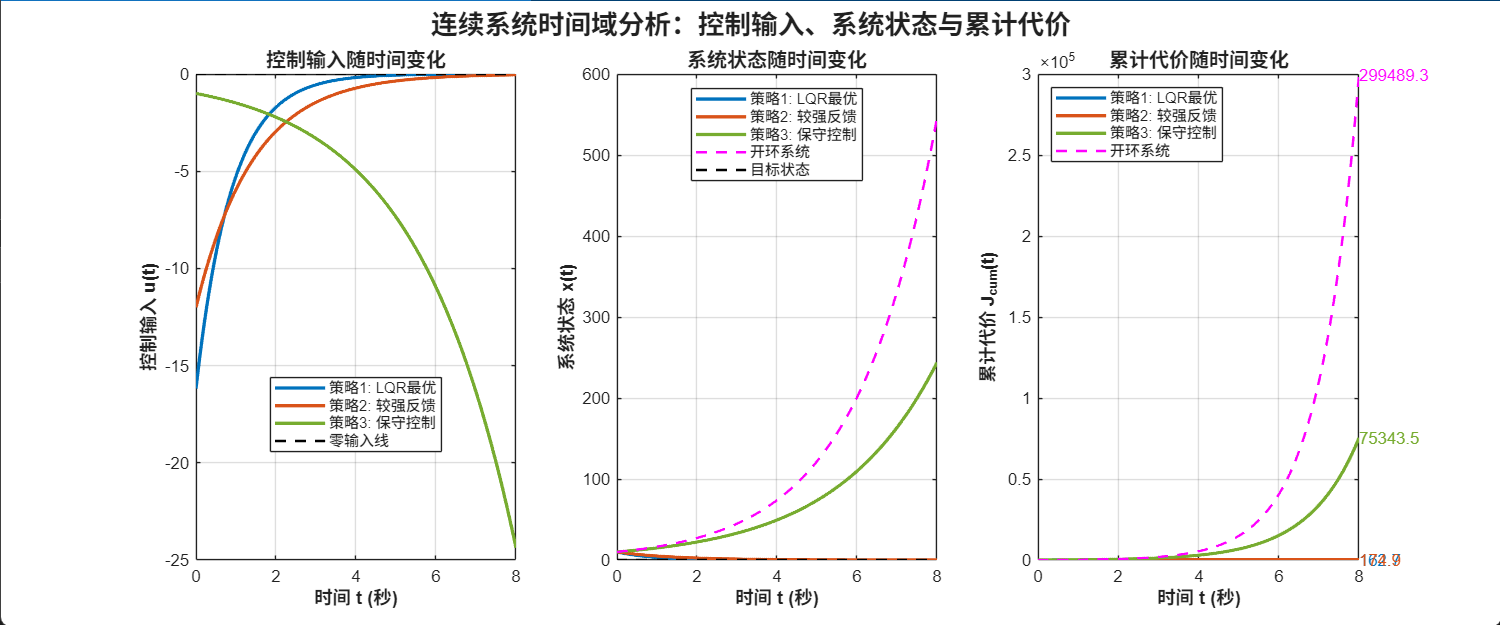 连续系统时间域分析：控制输入、系统状态与累计代价
控制输入随时间变化
0
-5
-10
-15
-20
-25
控制输入 u(t)
策略1: LQR最优
策略2: 较强反馈
策略3: 保守控制
零输入线
0 2 4 6 8
时间 t (秒)
系统状态随时间变化
600
500
400
300
200
100
0
系统状态 x(t)
策略1: LQR最优
策略2: 较强反馈
策略3: 保守控制
开环系统
目标状态
0 2 4 6 8
时间 t (秒)
累计代价随时间变化
×10⁵
3
2.5
2
1.5
1
0.5
0
累计代价 Jcum(t)
策略1: LQR最优
策略2: 较强反馈
策略3: 保守控制
开环系统
299489.3
75343.5
0 2 4 6 8
时间 t (秒)